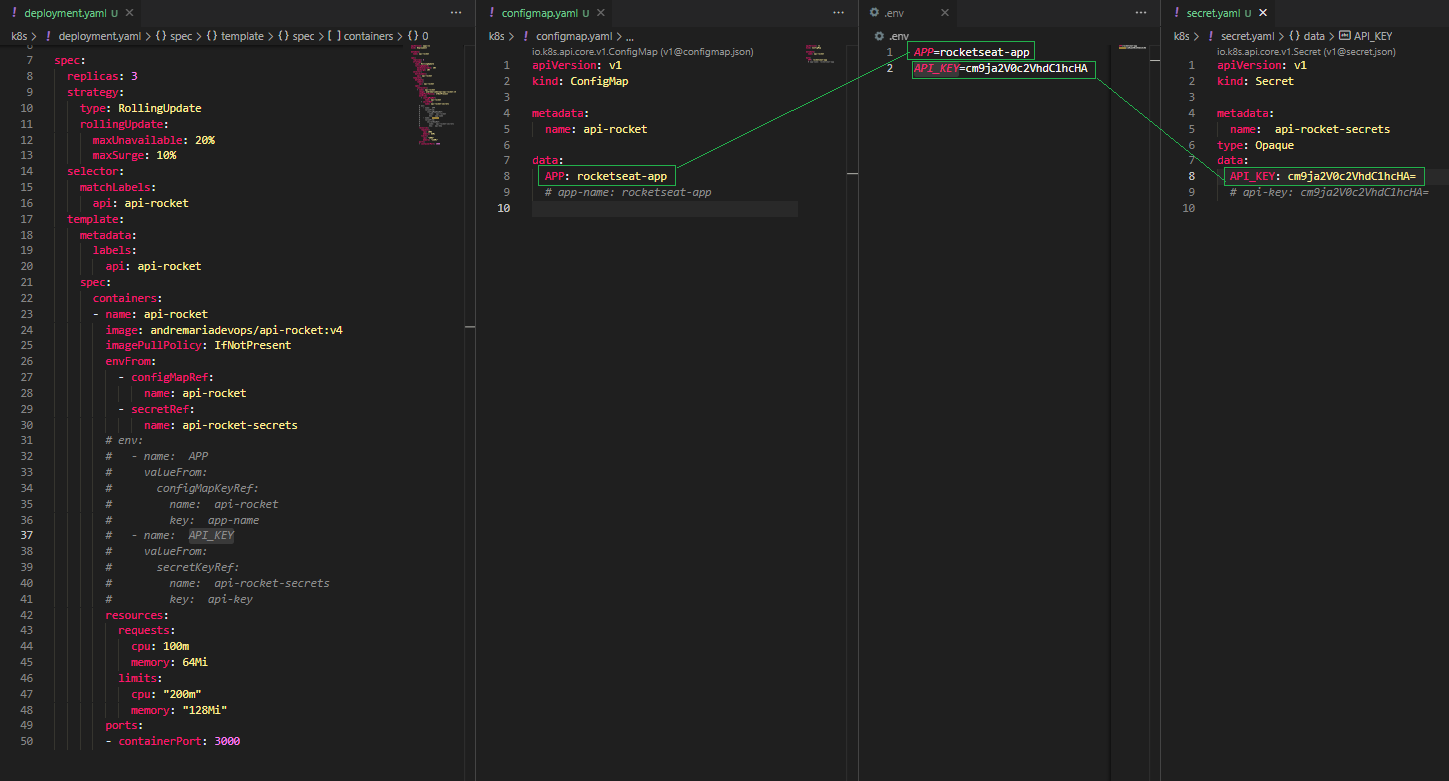 deployment.yaml U
k8s > deployment.yaml > {} spec > {} template > {} spec > [ ] containers > {} 0
7 spec:
8 replicas: 3
9 strategy:
10 type: RollingUpdate
11 rollingUpdate:
12 maxUnavailable: 20%
13 maxSurge: 10%
14 selector:
15 matchLabels:
16 api: api-rocket
17 template:
18 metadata:
19 labels:
20 api: api-rocket
21 spec:
22 containers:
23 - name: api-rocket
24 image: andremariadevops/api-rocket:v4
25 imagePullPolicy: IfNotPresent
26 envFrom:
27 - configMapRef:
28 name: api-rocket
29 - secretRef:
30 name: api-rocket-secrets
31 # env:
32 # - name: APP
33 # valueFrom:
34 # configMapKeyRef:
35 # name: api-rocket
36 # key: app-name
37 # - name: API_KEY
38 # valueFrom:
39 # secretKeyRef:
40 # name: api-rocket-secrets
41 # key: api-key
42 resources:
43 requests:
44 cpu: 100m
45 memory: 64Mi
46 limits:
47 cpu: "200m"
48 memory: "128Mi"
49 ports:
50 - containerPort: 3000
configmap.yaml U
k8s > configmap.yaml > ...
io.k8s.api.core.v1.ConfigMap (v1@configmap.json)
1 apiVersion: v1
2 kind: ConfigMap
3
4 metadata:
5 name: api-rocket
6
7 data:
8 APP: rocketseat-app
9 # app-name: rocketseat-app
10
.env
.env
1 APP=rocketseat-app
2 API_KEY=cm9ja2V0c2VhdC1hcHA
secret.yaml U
k8s > secret.yaml > {} data > API_KEY
io.k8s.api.core.v1.Secret (v1@secret.json)
1 apiVersion: v1
2 kind: Secret
3
4 metadata:
5 name: api-rocket-secrets
6 type: Opaque
7 data:
8 API_KEY: cm9ja2V0c2VhdC1hcHA=
9 # api-key: cm9ja2V0c2VhdC1hcHA=
10